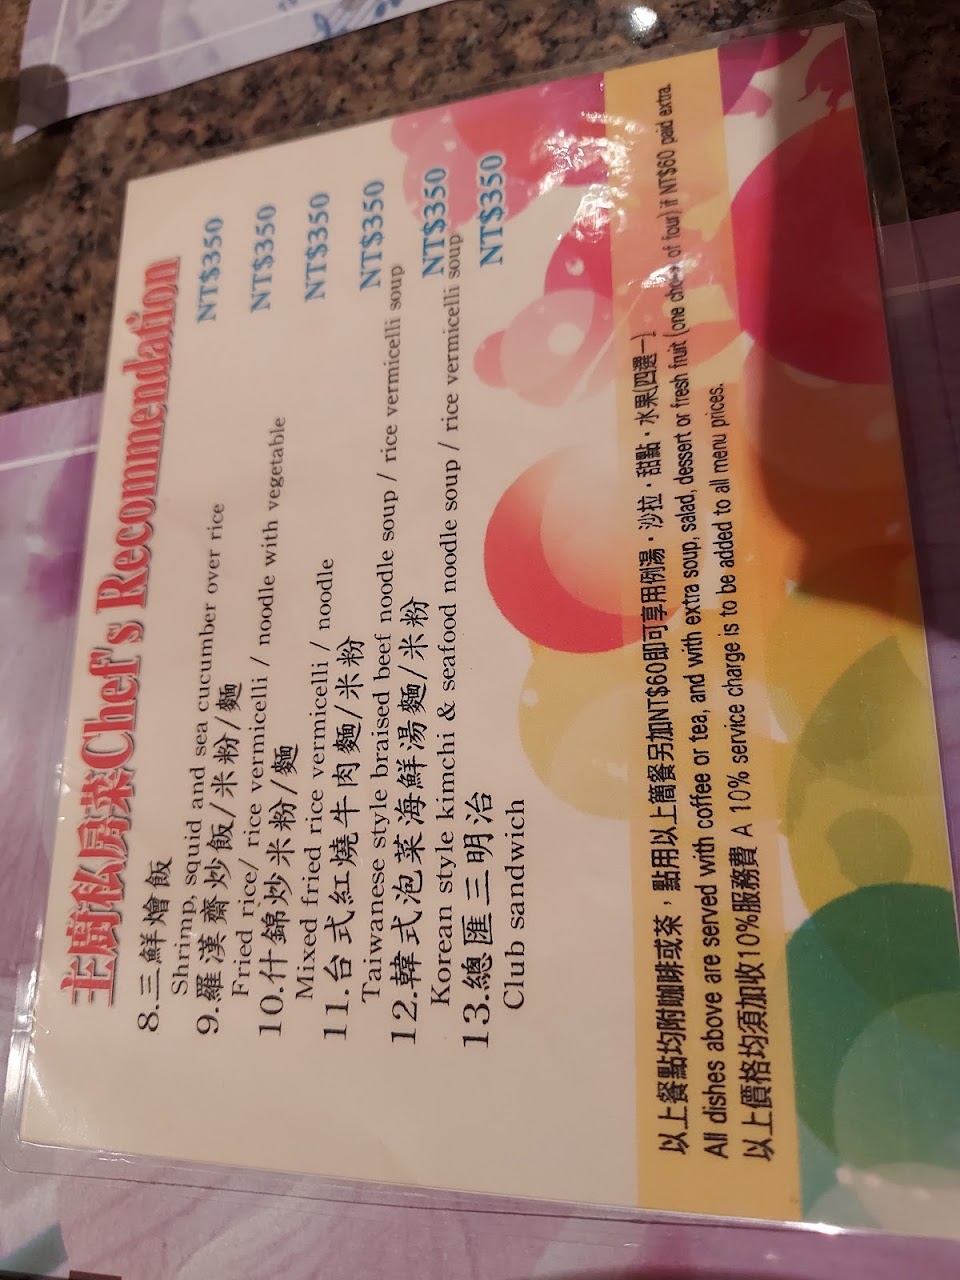 主廚私房菜Chef's Recommendation
8.三鮮燴飯 NT$350
Shrimp, squid and sea cucumber over rice
9.羅漢齋炒飯/米粉/麵 NT$350
Fried rice/ rice vermicelli / noodle with vegetable
10.什錦炒米粉/麵 NT$350
Mixed fried rice vermicelli / noodle
11.台式紅燒牛肉麵/米粉 NT$350
Taiwanese style braised beef noodle soup / rice vermicelli soup
12.韓式泡菜海鮮湯麵/米粉 NT$350
Korean style kimchi & seafood noodle soup / rice vermicelli soup
13.總匯三明治 NT$350
Club sandwich
以上餐點均附咖啡或茶，點用以上簡餐另加NT$60即可享用例湯．沙拉．甜點．水果(四選一)
All dishes above are served with coffee or tea, and with extra soup, salad, dessert or fresh fruit (one choice of four) if NT$60 paid extra.
以上價格均須加收10%服務費 A 10% service charge is to be added to all menu prices.